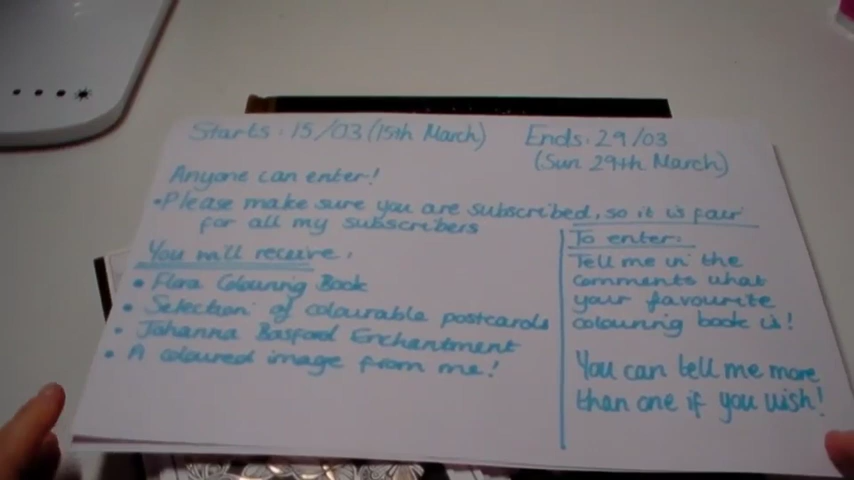 Starts: 15/03 (15th March)
Ends: 29/03
(Sun 29th March)
Anyone can enter!
• Please make sure you are subscribed, so it is fair
for all my subscribers
You will receive:
• Flora Colouring Book
• Selection of colourable postcards
• Johanna Basford Enchantment
• A coloured image from me!
To enter:
Tell me in the
comments what
your favourite
colouring book is!
You can tell me more
than one if you wish!